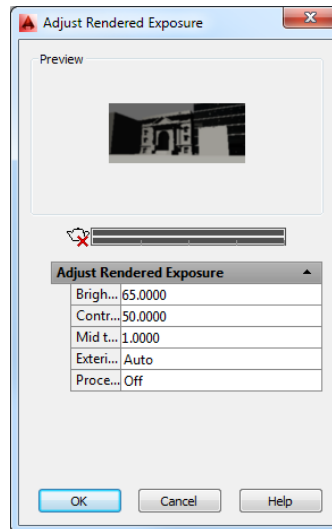 Adjust Rendered Exposure
Preview
Adjust Rendered Exposure
Brigh... 65.0000
Contr... 50.0000
Mid t... 1.0000
Exteri... Auto
Proce... Off
OK Cancel Help